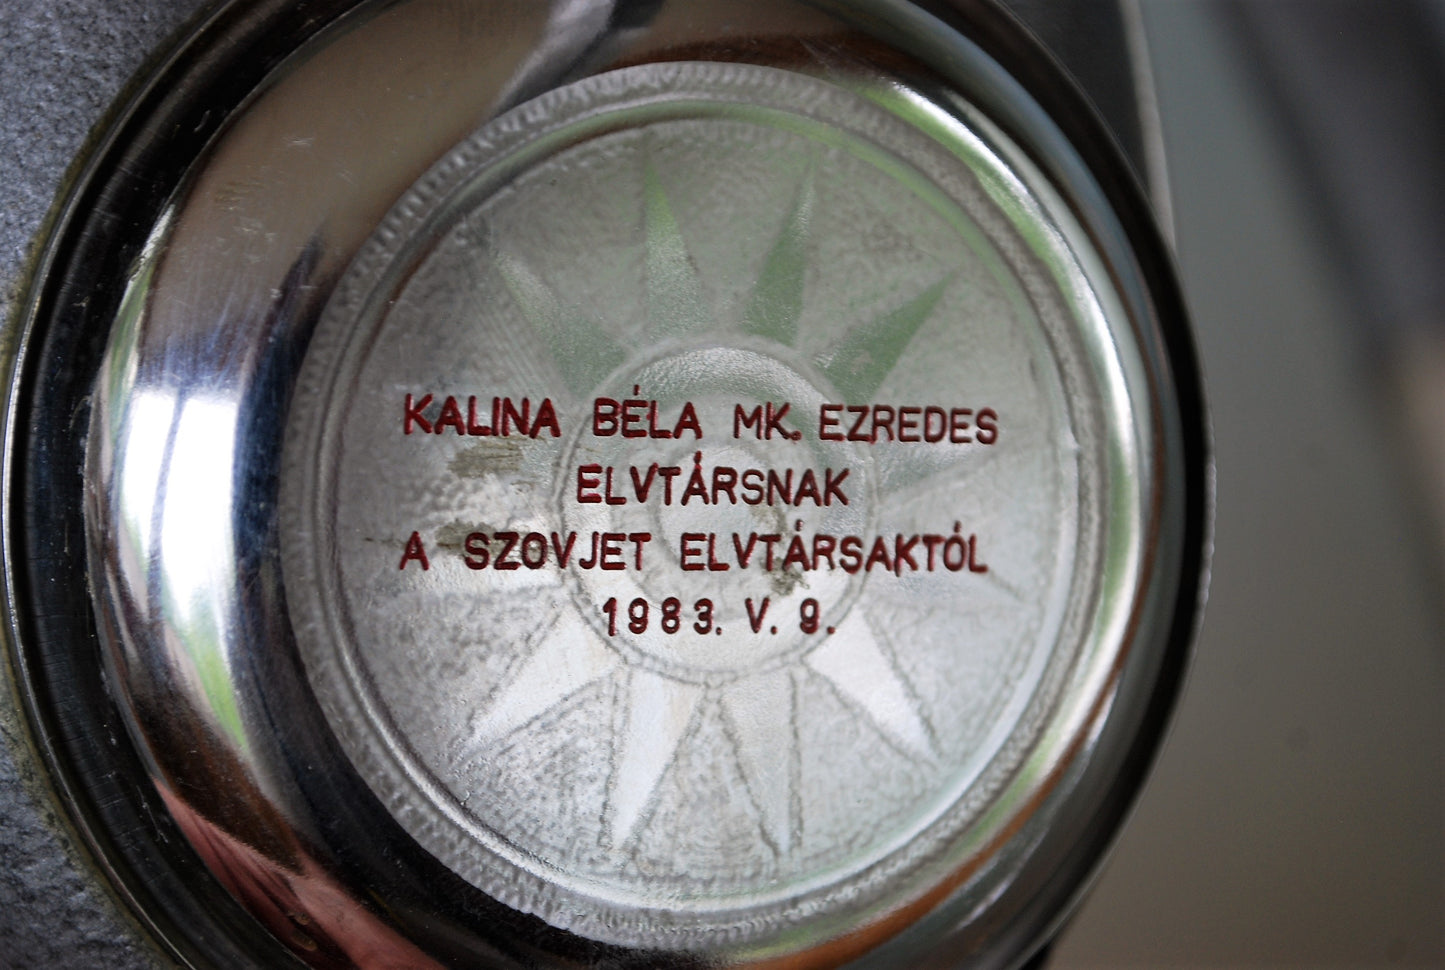 KALINA BÉLA MK. EZREDES
ELVTÁRSNAK
A SZOVJET ELVTÁRSAKTÓL
1983. V. 9.